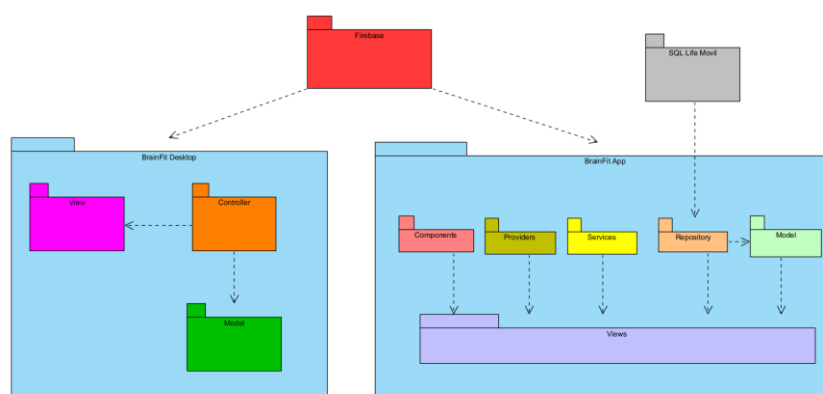 Firebase
SQL Life Movil
BrainFit Desktop
BrainFit App
View
Controller
Components
Providers
Services
Repository
Model
Model
Views